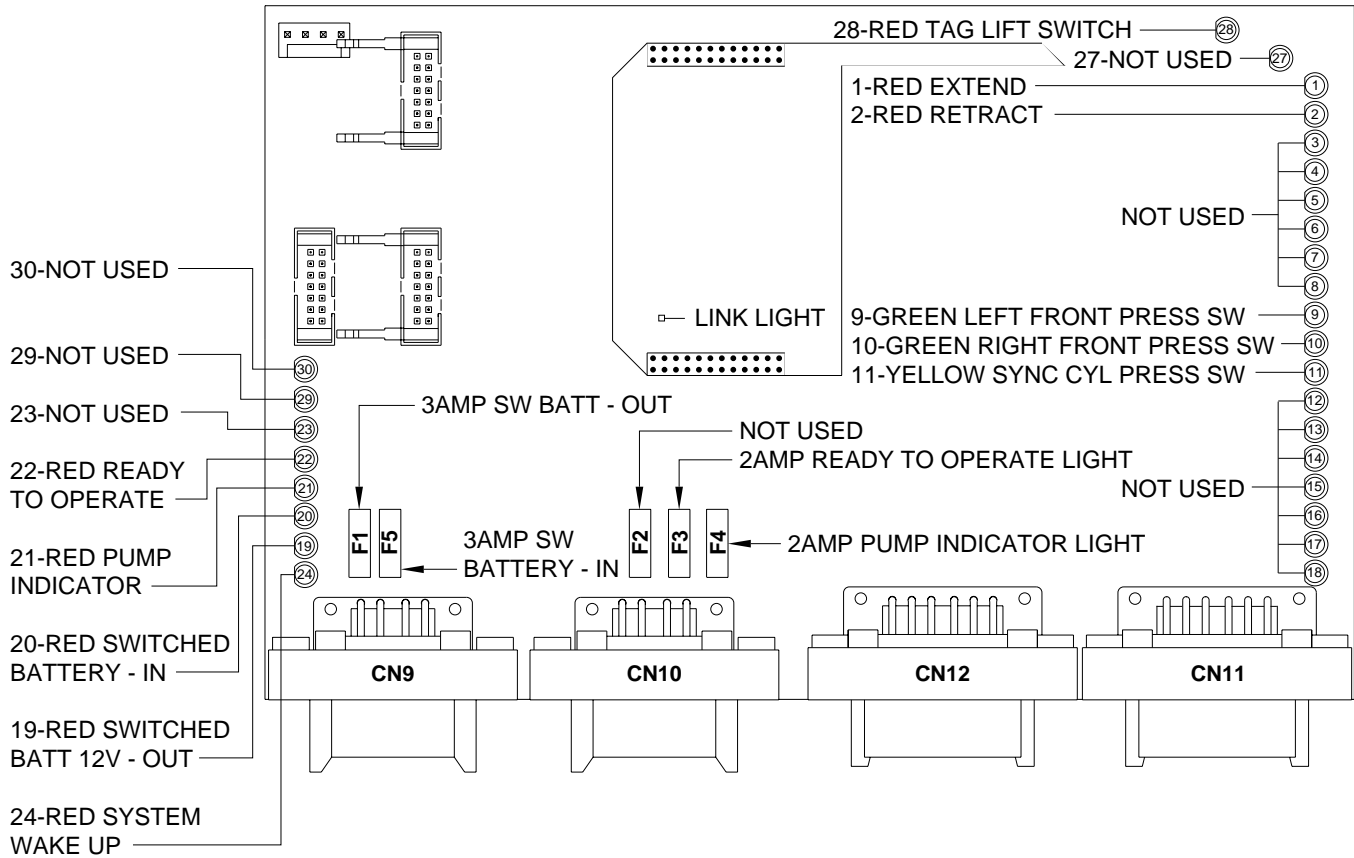 28-RED TAG LIFT SWITCH
28
27-NOT USED
27
1-RED EXTEND
1
2-RED RETRACT
2
3
4
5
NOT USED
6
7
8
LINK LIGHT
9-GREEN LEFT FRONT PRESS SW
9
10-GREEN RIGHT FRONT PRESS SW
10
11-YELLOW SYNC CYL PRESS SW
11
12
13
14
NOT USED
15
16
17
18
30-NOT USED
30
29-NOT USED
29
23-NOT USED
23
22-RED READY
TO OPERATE
22
21-RED PUMP
INDICATOR
21
20-RED SWITCHED
BATTERY - IN
20
19-RED SWITCHED
BATT 12V - OUT
19
24-RED SYSTEM
WAKE UP
24
3AMP SW BATT - OUT
F1
F5
3AMP SW
BATTERY - IN
NOT USED
2AMP READY TO OPERATE LIGHT
F2
F3
F4
2AMP PUMP INDICATOR LIGHT
CN9
CN10
CN12
CN11